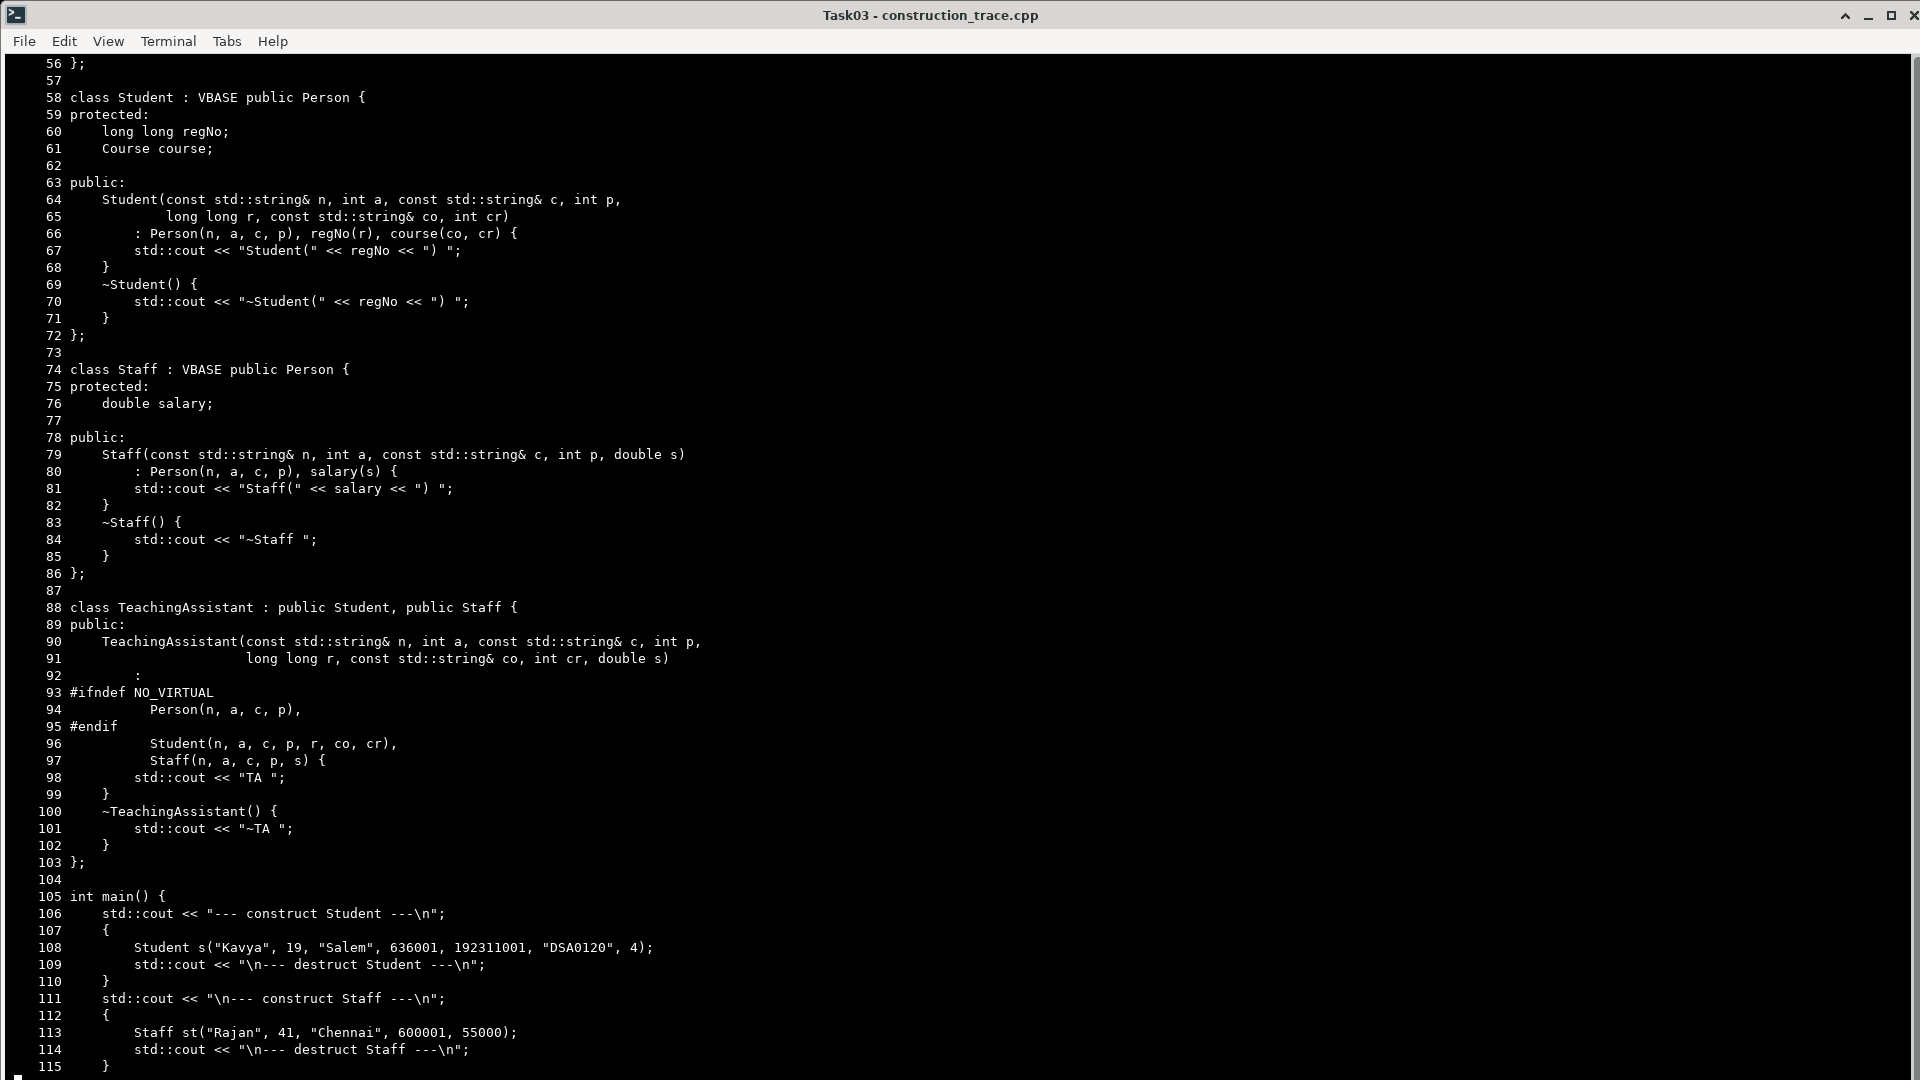 Task03 - construction_trace.cpp
File Edit View Terminal Tabs Help
56 };
57
58 class Student : VBASE public Person {
59 protected:
60     long long regNo;
61     Course course;
62
63 public:
64     Student(const std::string& n, int a, const std::string& c, int p,
65             long long r, const std::string& co, int cr)
66         : Person(n, a, c, p), regNo(r), course(co, cr) {
67         std::cout << "Student(" << regNo << ") ";
68     }
69     ~Student() {
70         std::cout << "~Student(" << regNo << ") ";
71     }
72 };
73
74 class Staff : VBASE public Person {
75 protected:
76     double salary;
77
78 public:
79     Staff(const std::string& n, int a, const std::string& c, int p, double s)
80         : Person(n, a, c, p), salary(s) {
81         std::cout << "Staff(" << salary << ") ";
82     }
83     ~Staff() {
84         std::cout << "~Staff ";
85     }
86 };
87
88 class TeachingAssistant : public Student, public Staff {
89 public:
90     TeachingAssistant(const std::string& n, int a, const std::string& c, int p,
91                       long long r, const std::string& co, int cr, double s)
92         :
93 #ifndef NO_VIRTUAL
94           Person(n, a, c, p),
95 #endif
96           Student(n, a, c, p, r, co, cr),
97           Staff(n, a, c, p, s) {
98         std::cout << "TA ";
99     }
100     ~TeachingAssistant() {
101         std::cout << "~TA ";
102     }
103 };
104
105 int main() {
106     std::cout << "--- construct Student ---\n";
107     {
108         Student s("Kavya", 19, "Salem", 636001, 192311001, "DSA0120", 4);
109         std::cout << "\n--- destruct Student ---\n";
110     }
111     std::cout << "\n--- construct Staff ---\n";
112     {
113         Staff st("Rajan", 41, "Chennai", 600001, 55000);
114         std::cout << "\n--- destruct Staff ---\n";
115     }